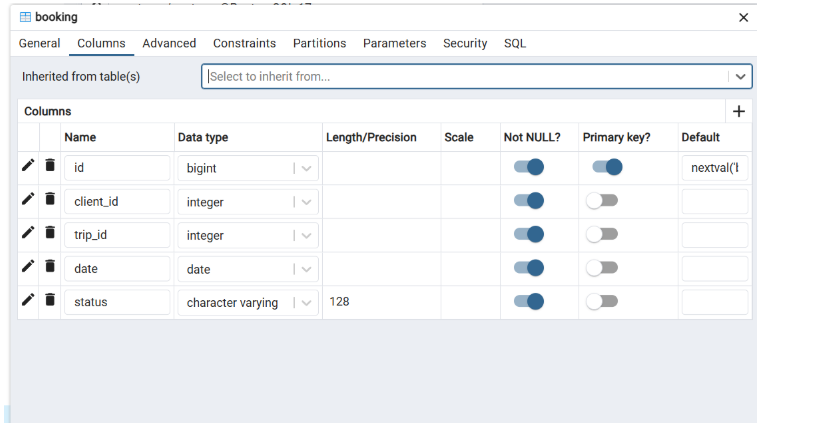 booking
General Columns Advanced Constraints Partitions Parameters Security SQL
Inherited from table(s) Select to inherit from...
Columns
Name Data type Length/Precision Scale Not NULL? Primary key? Default
id bigint nextval('b
client_id integer
trip_id integer
date date
status character varying 128